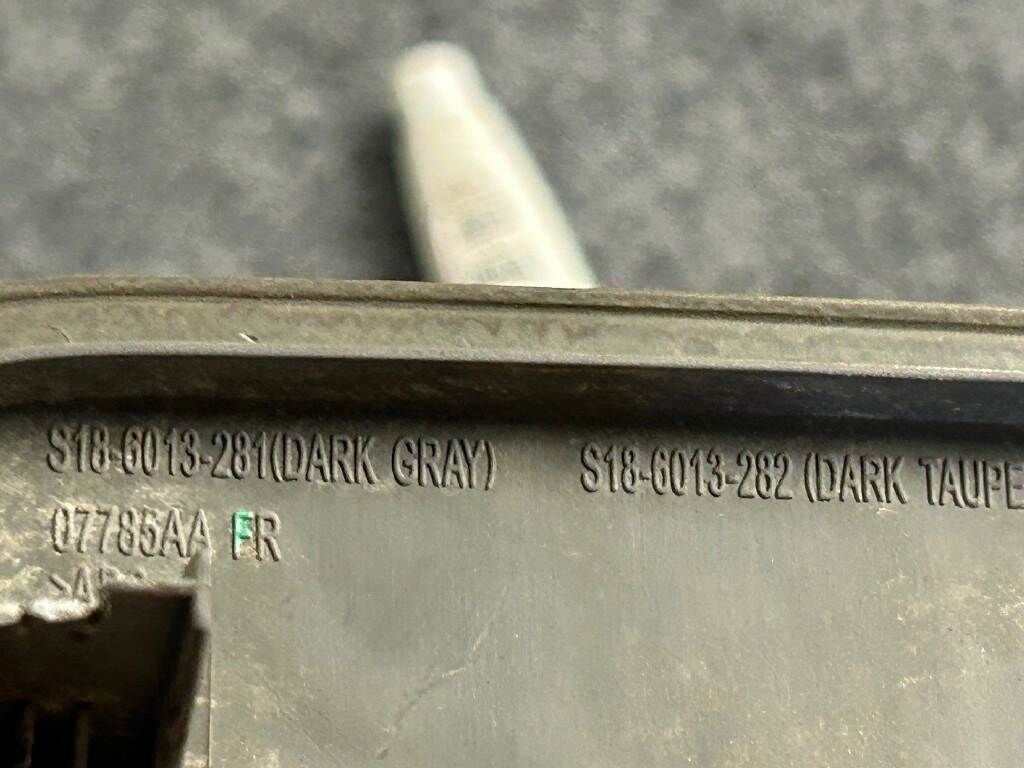 S18-6013-281(DARK GRAY) S18-6013-282 (DARK TAUPE
07785AA FR